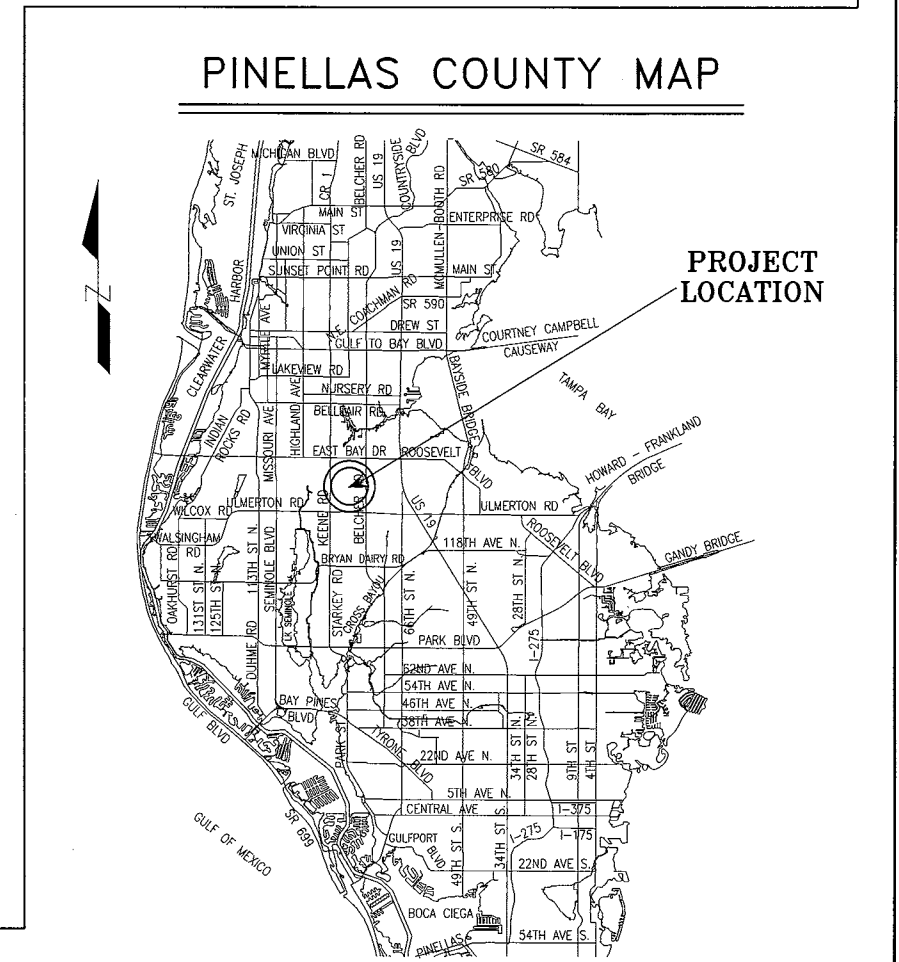 PINELLAS COUNTY MAP
MICHIGAN BLVD
ST. JOSEPH
CR 1
BELCHER RD
US 19
COUNTRYSIDE BLVD
SR 584
SR 580
MCMULLEN-BOOTH RD
MAIN ST
VIRGINIA ST
ENTERPRISE RD
UNION ST
SUNSET POINT RD
US 19
MAIN ST
PROJECT
LOCATION
HARBOR
N.E. COACHMAN RD
SR 590
MYRTLE AVE
DREW ST
GULF TO BAY BLVD
COURTNEY CAMPBELL
CAUSEWAY
N
CLEARWATER
LAKEVIEW RD
HIGHLAND AVE
NURSERY RD
BAYSIDE BRIDGE
TAMPA BAY
INDIAN
ROCKS RD
MISSOURI AVE
BELLEAIR RD
EAST BAY DR
ROOSEVELT
BLVD
HOWARD - FRANKLAND
BRIDGE
WILCOX RD
ULMERTON RD
KEENE RD
BELCHER RD
US 19
ULMERTON RD
WALSINGHAM
RD
118TH AVE N.
ROOSEVELT BLVD
GANDY BRIDGE
OAKHURST RD
131ST ST N.
125TH ST N.
113TH ST N.
SEMINOLE BLVD
LK SEMINOLE
BRYAN DAIRY RD
STARKEY RD
CROSS BAYOU
66TH ST N.
49TH ST N.
28TH ST N.
I-275
DUHME RD
PARK BLVD
62ND AVE N.
54TH AVE N.
BAY PINES
BLVD
46TH AVE N.
38TH AVE N.
GULF BLVD
PARK ST
TYRONE BLVD
22ND AVE N.
34TH ST N.
28TH ST N.
9TH ST
4TH ST
5TH AVE N.
CENTRAL AVE
I-375
GULF OF MEXICO
SR 699
GULFPORT
BLVD
49TH ST S.
34TH ST S.
I-275
I-175
22ND AVE S.
BOCA CIEGA
54TH AVE S.
PINELLAS